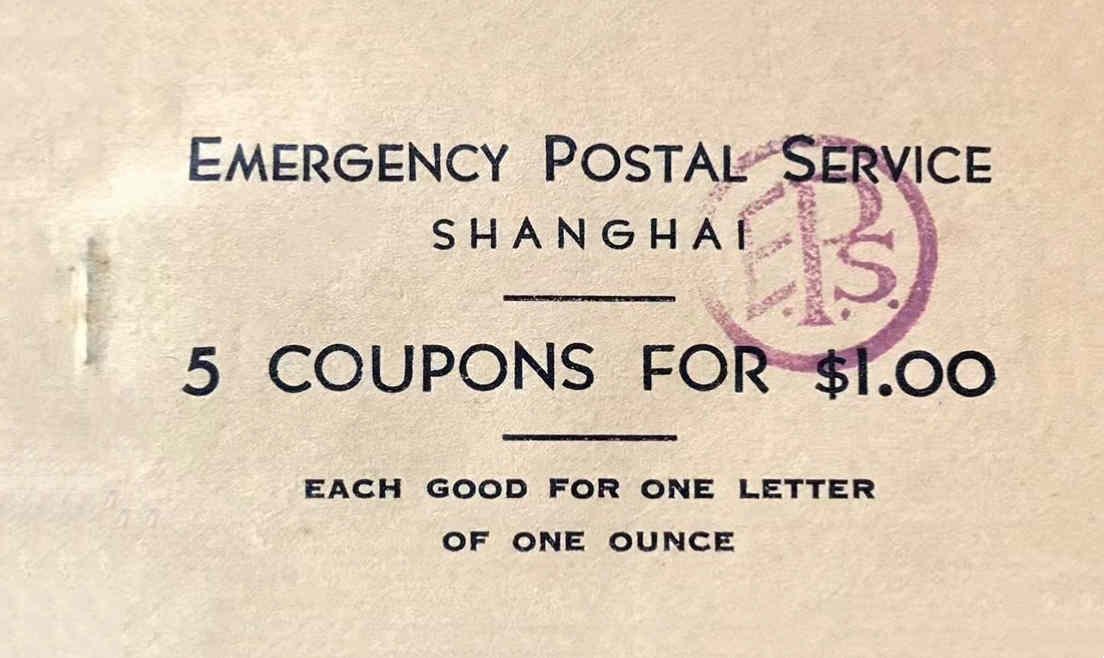 EMERGENCY POSTAL SERVICE
SHANGHAI
E.P.S.
5 COUPONS FOR $1.00
EACH GOOD FOR ONE LETTER
OF ONE OUNCE